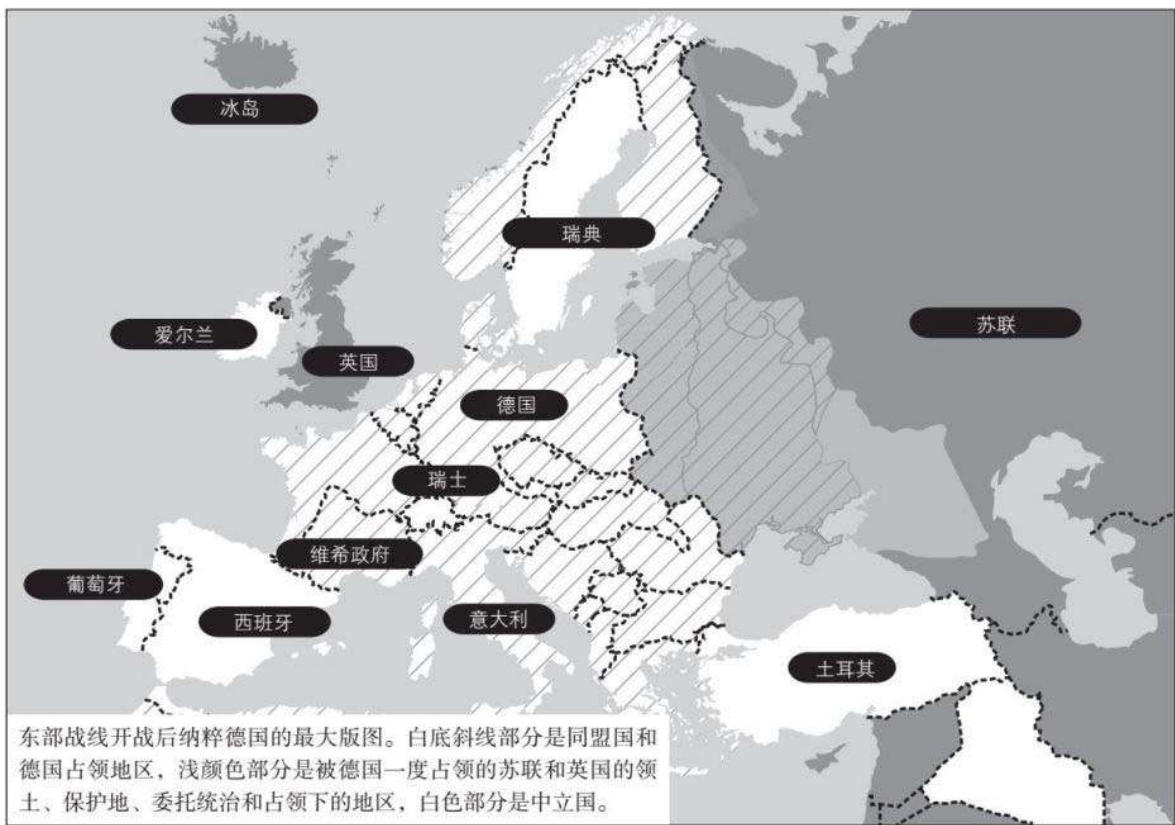 冰岛
瑞典
爱尔兰
苏联
英国
德国
瑞士
维希政府
葡萄牙
西班牙
意大利
土耳其
东部战线开战后纳粹德国的最大版图。白底斜线部分是同盟国和
德国占领地区，浅颜色部分是被德国一度占领的苏联和英国的领
土、保护地、委托统治和占领下的地区，白色部分是中立国。